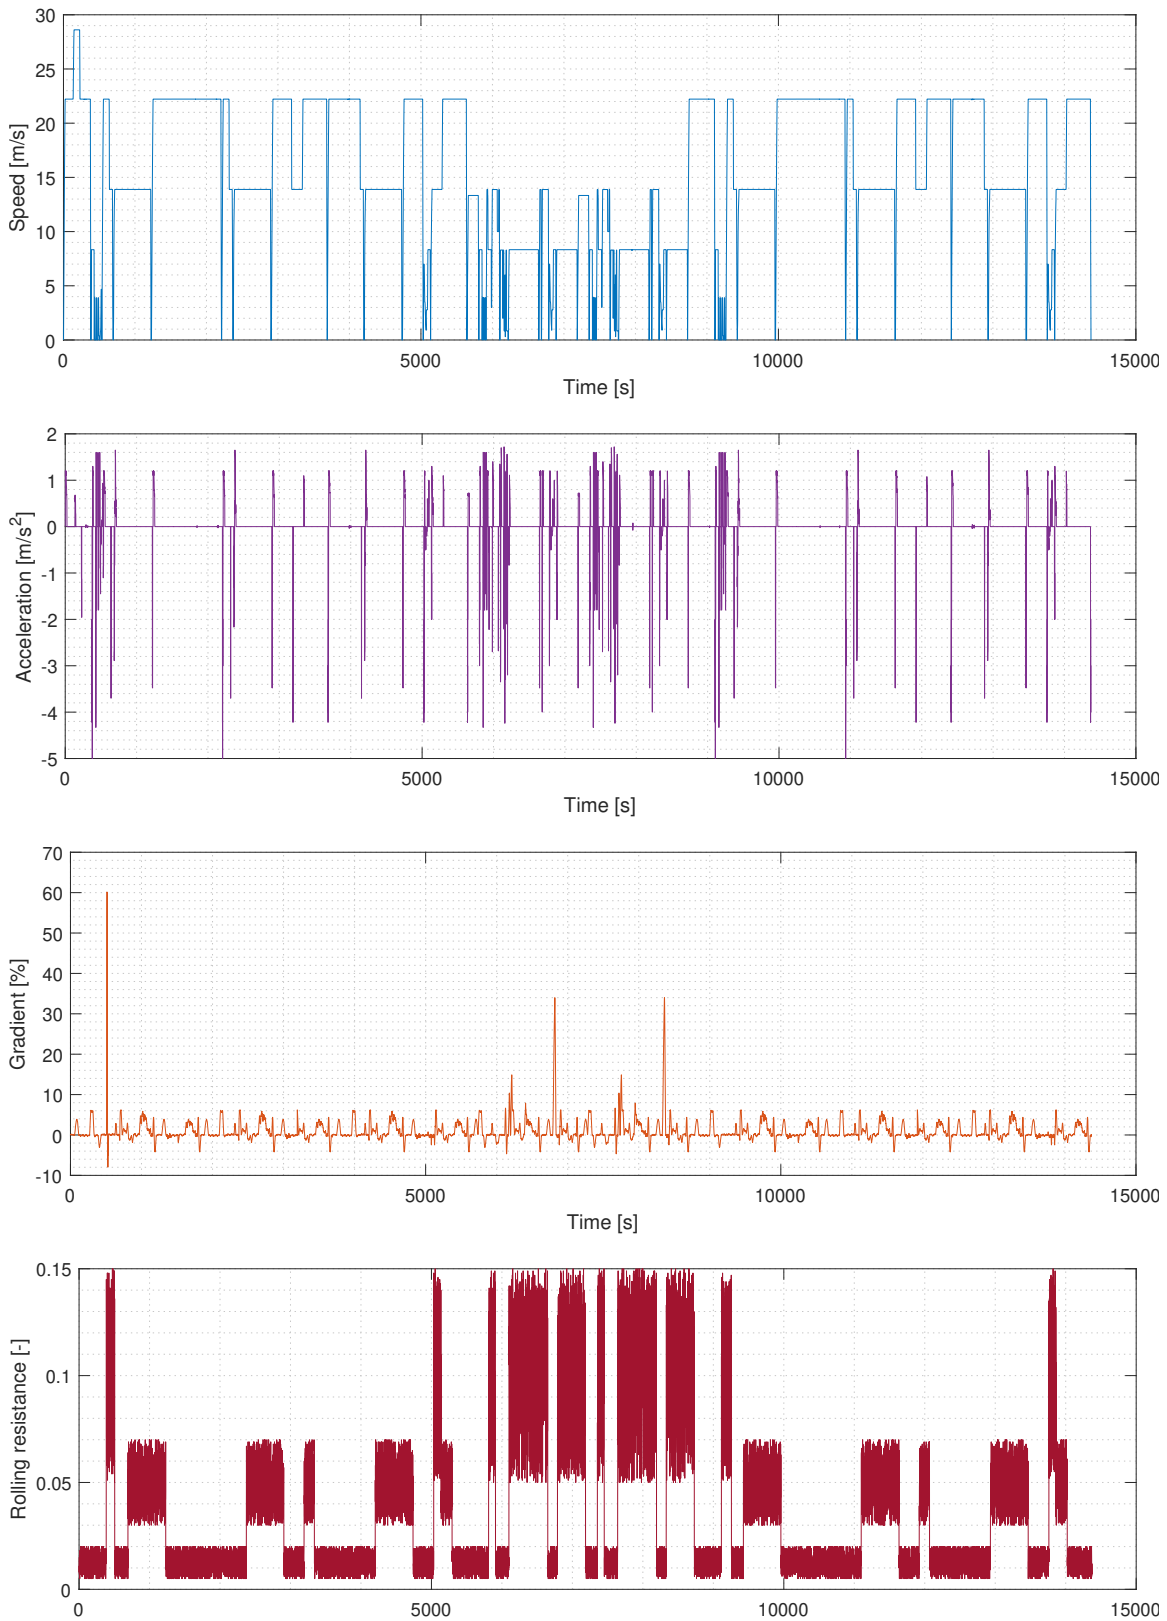 30
25
20
15
10
5
0
Speed [m/s]
0 5000 10000 15000
Time [s]
2
1
0
-1
-2
-3
-4
-5
Acceleration [m/s²]
0 5000 10000 15000
Time [s]
70
60
50
40
30
20
10
0
-10
Gradient [%]
0 5000 10000 15000
Time [s]
0.15
0.1
0.05
0
Rolling resistance [-]
0 5000 10000 15000